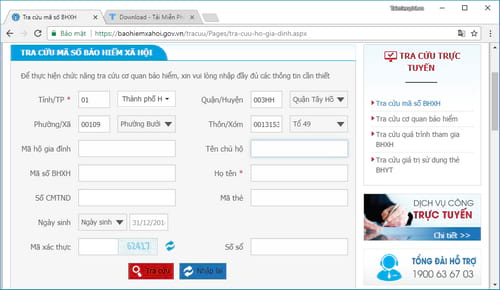 Tra cứu mã số BHXH
Download - Tải Miễn Ph
Taimienphi.vn
Bảo mật
https://baohiemxahoi.gov.vn/tracuu/Pages/tra-cuu-ho-gia-dinh.aspx
TRA CỨU MÃ SỐ BẢO HIỂM XÃ HỘI
Để thực hiện chức năng tra cứu cơ quan bảo hiểm, xin vui lòng nhập đầy đủ các thông tin cần thiết
Tỉnh/TP * 01 Thành phố H Quận/Huyện 003HH Quận Tây Hồ
Phường/Xã 00109 Phường Bưởi Thôn/Xóm 0013153 Tổ 49
Mã hộ gia đình Tên chủ hộ
Mã số BHXH Họ tên *
Số CMTND Mã thẻ
Ngày sinh Ngày sinh 31/12/201
Mã xác thực 61417 Số sổ
Tra cứu Nhập lại
TRA CỨU TRỰC
TUYẾN
Tra cứu mã số BHXH
Tra cứu cơ quan bảo hiểm
Tra cứu quá trình tham gia
BHXH
Tra cứu giá trị sử dụng thẻ
BHYT
DỊCH VỤ CÔNG
TRỰC TUYẾN
Chi tiết >>
TỔNG ĐÀI HỖ TRỢ
1900 63 67 03